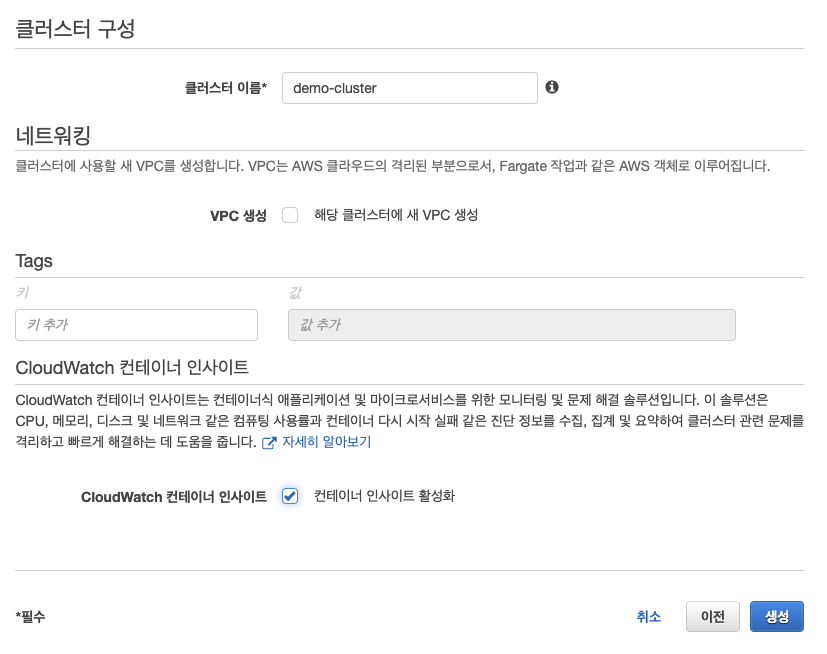 클러스터 구성
클러스터 이름* demo-cluster
네트워킹
클러스터에 사용할 새 VPC를 생성합니다. VPC는 AWS 클라우드의 격리된 부분으로서, Fargate 작업과 같은 AWS 객체로 이루어집니다.
VPC 생성 해당 클러스터에 새 VPC 생성
Tags
키 값
키 추가 값 추가
CloudWatch 컨테이너 인사이트
CloudWatch 컨테이너 인사이트는 컨테이너식 애플리케이션 및 마이크로서비스를 위한 모니터링 및 문제 해결 솔루션입니다. 이 솔루션은
CPU, 메모리, 디스크 및 네트워크 같은 컴퓨팅 사용률과 컨테이너 다시 시작 실패 같은 진단 정보를 수집, 집계 및 요약하여 클러스터 관련 문제를
격리하고 빠르게 해결하는 데 도움을 줍니다. 자세히 알아보기
CloudWatch 컨테이너 인사이트 컨테이너 인사이트 활성화
*필수 취소 이전 생성